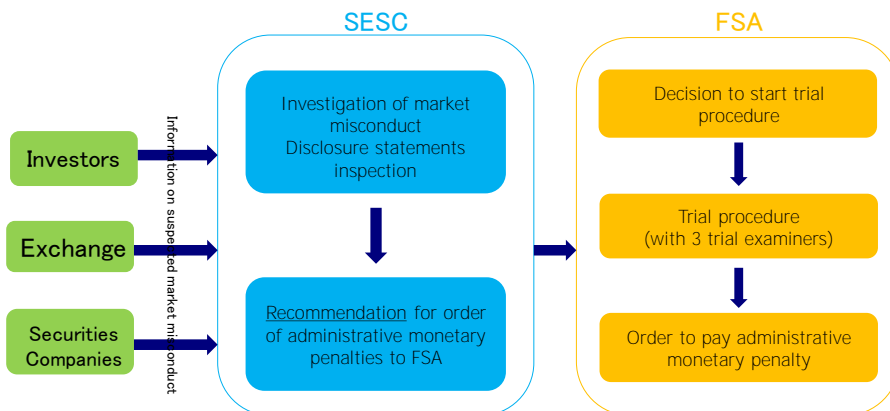 SESC
FSA
Investors
Exchange
Securities
Companies
Information on suspected market misconduct
Investigation of market
misconduct
Disclosure statements
inspection
Recommendation for order
of administrative monetary
penalties to FSA
Decision to start trial
procedure
Trial procedure
(with 3 trial examiners)
Order to pay administrative
monetary penalty